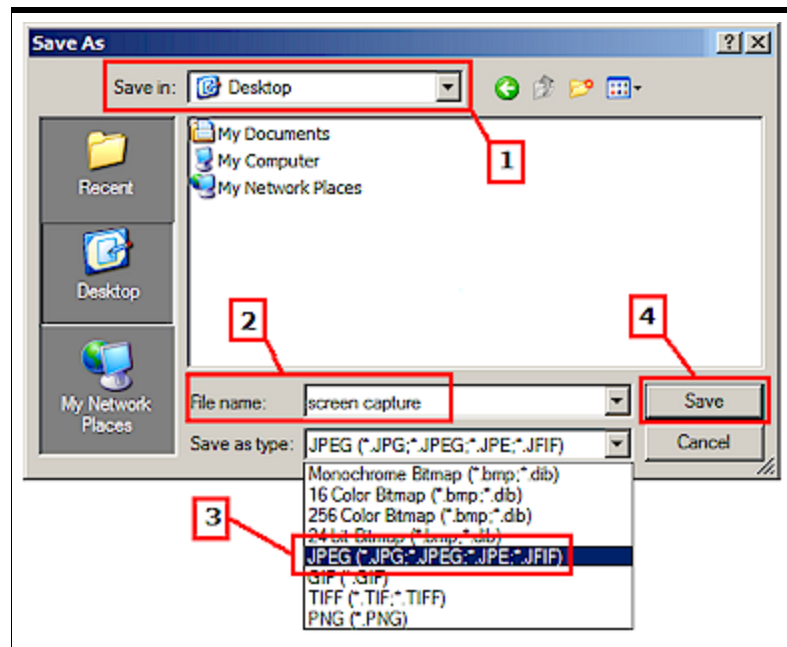 Save As
Save in: Desktop
1
My Documents
My Computer
My Network Places
Recent
Desktop
My Network
Places
2
4
File name: screen capture
Save
Save as type: JPEG (*.JPG;*.JPEG;*.JPE;*.JFIF)
Cancel
Monochrome Bitmap (*.bmp;*.dib)
16 Color Bitmap (*.bmp;*.dib)
256 Color Bitmap (*.bmp;*.dib)
3
24-bit Bitmap (*.bmp;*.dib)
JPEG (*.JPG;*.JPEG;*.JPE;*.JFIF)
GIF (*.GIF)
TIFF (*.TIF;*.TIFF)
PNG (*.PNG)